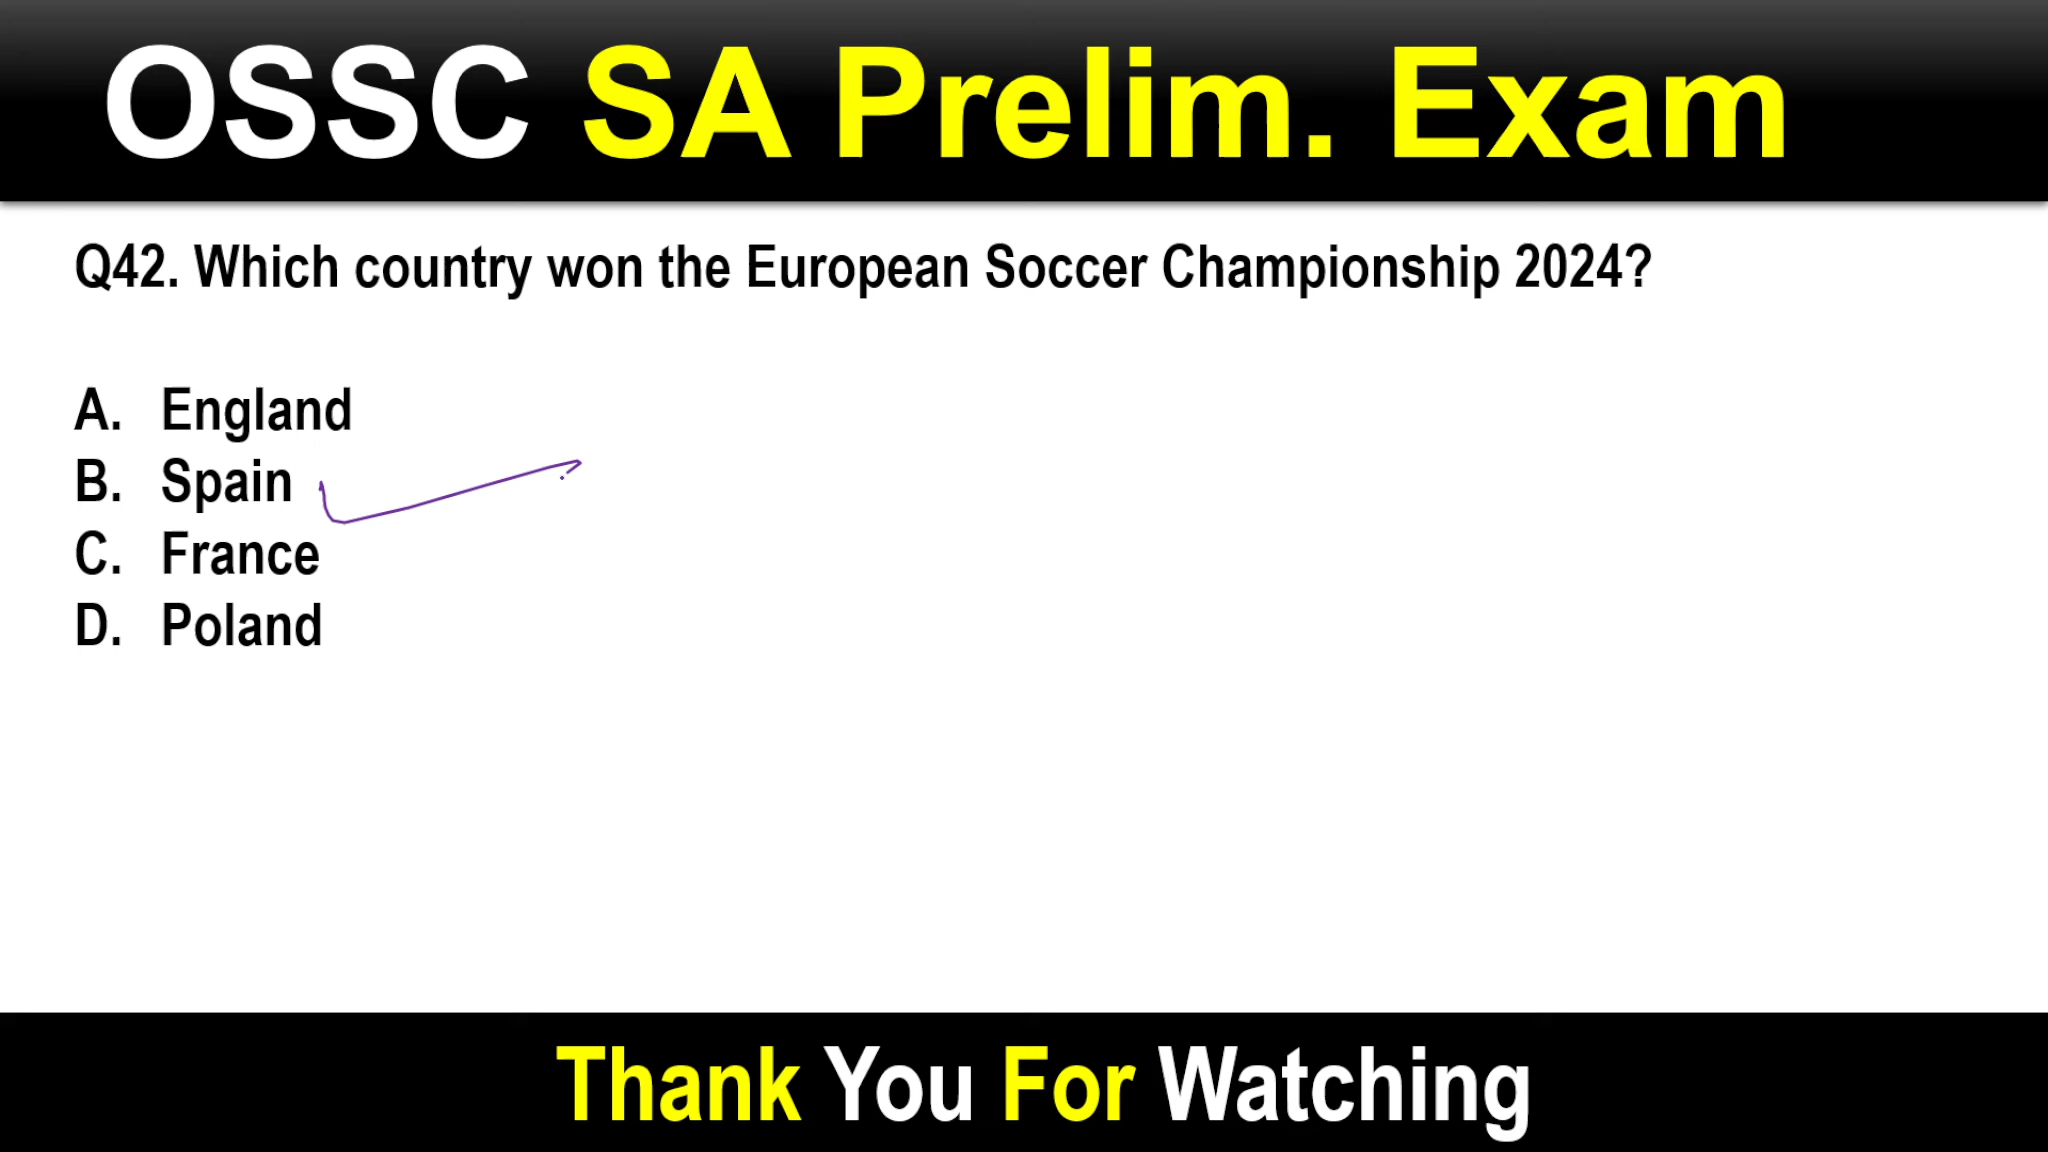 OSSC SA Prelim. Exam
Q42. Which country won the European Soccer Championship 2024?
A. England
B. Spain
C. France
D. Poland
Thank You For Watching